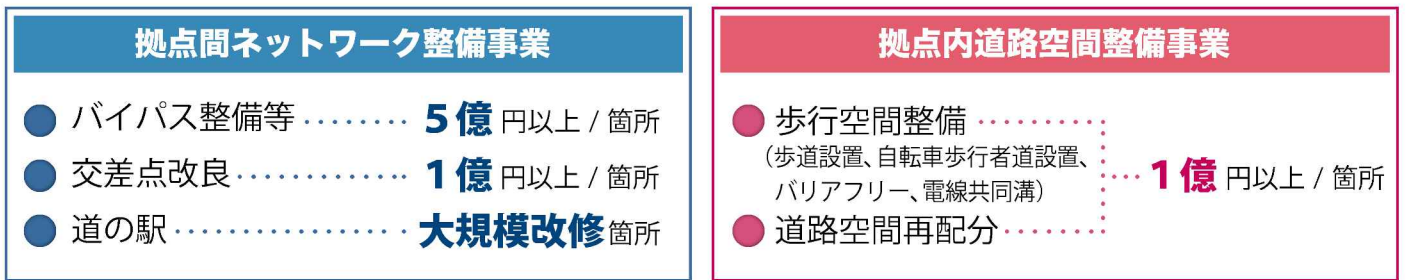 拠点間ネットワーク整備事業
● バイパス整備等 ········ 5億円以上 / 箇所
● 交差点改良 ············· 1億円以上 / 箇所
● 道の駅 ················· 大規模改修箇所
拠点内道路空間整備事業
● 歩行空間整備 ··········
（歩道設置、自転車歩行者道設置、
バリアフリー、電線共同溝）
···· 1億円以上 / 箇所
● 道路空間再配分 ·······